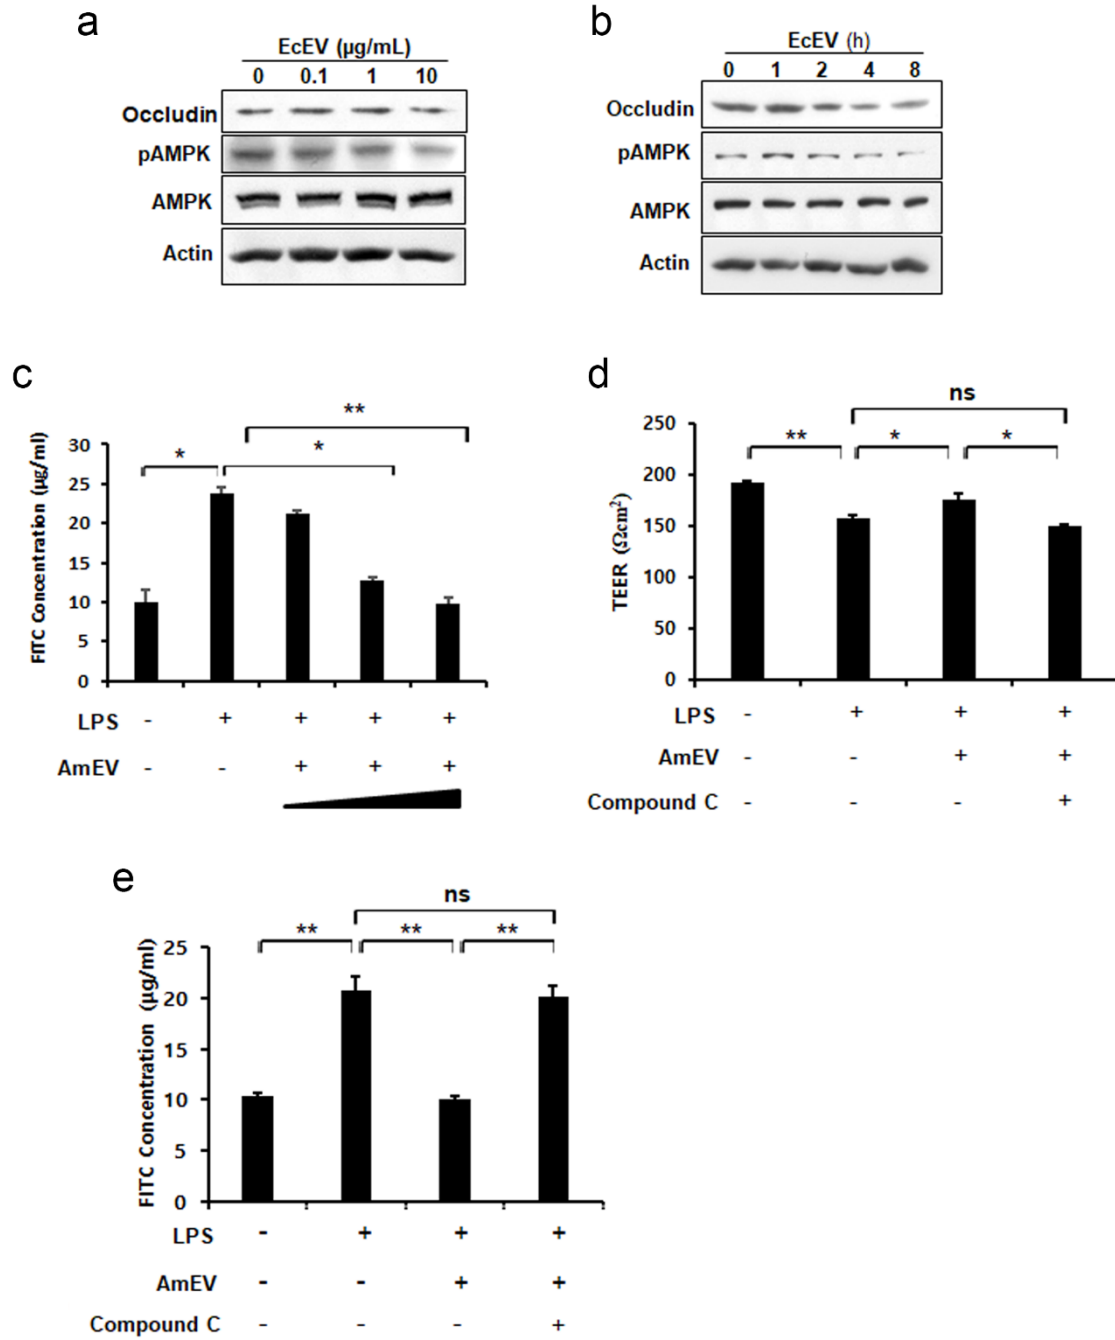 a
EcEV (µg/mL)
0 0.1 1 10
Occludin
pAMPK
AMPK
Actin
b
EcEV (h)
0 1 2 4 8
Occludin
pAMPK
AMPK
Actin
c
FITC Concentration (µg/ml)
30
25
20
15
10
5
0
*
*
**
LPS - + + + +
AmEV - - + + +
d
TEER (Ωcm²)
250
200
150
100
50
0
ns
** * *
LPS - + + +
AmEV - - + +
Compound C - - - +
e
FITC Concentration (µg/ml)
25
20
15
10
5
0
ns
** ** **
LPS - + + +
AmEV - - + +
Compound C - - - +